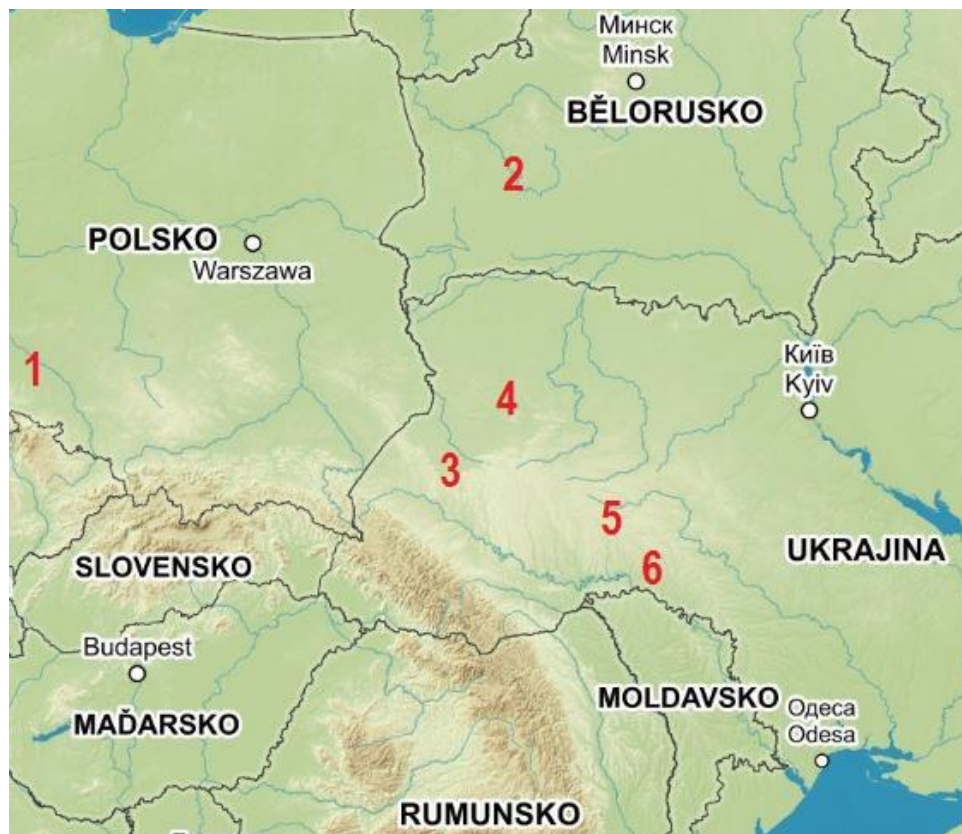 Минск
Minsk
BĚLORUSKO
2
POLSKO
Warszawa
1
Київ
Kyiv
4
3
5
UKRAJINA
6
SLOVENSKO
Budapest
MOLDAVSKO
MAĎARSKO
Одеса
Odesa
RUMUNSKO